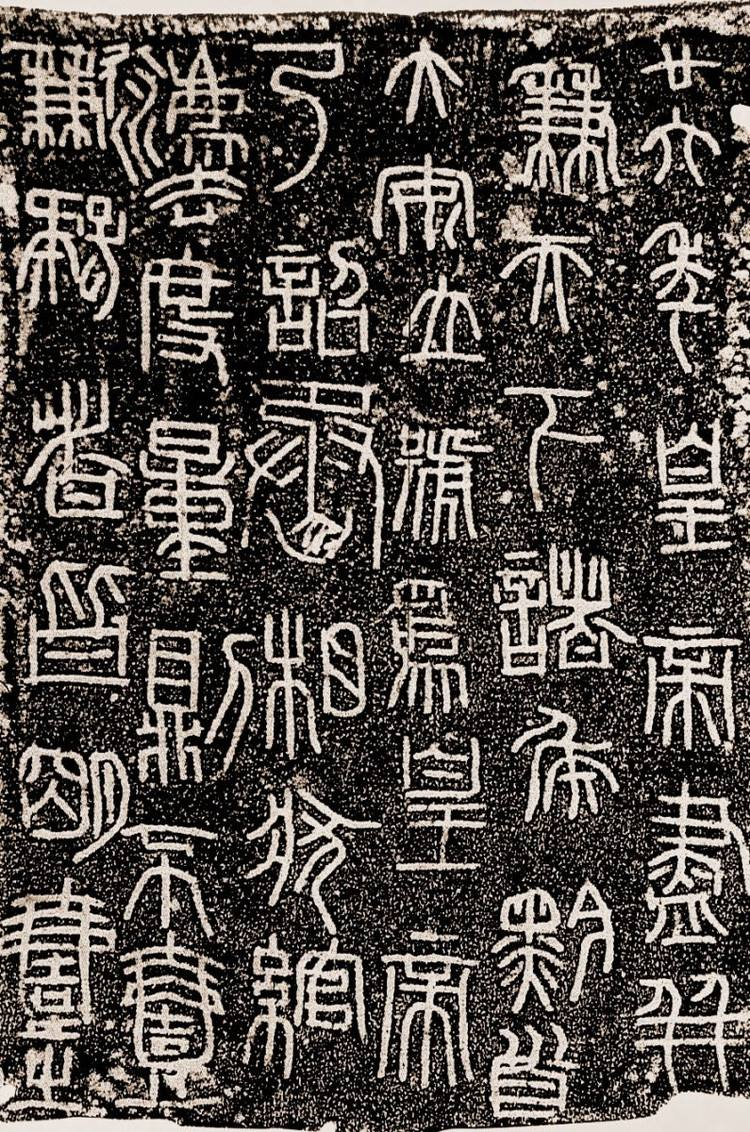 廿六年皇帝盡并
兼天下諸侯黔首
大安立號為皇帝
乃詔丞相狀綰
灋度量則不壹
歉疑者皆明壹之